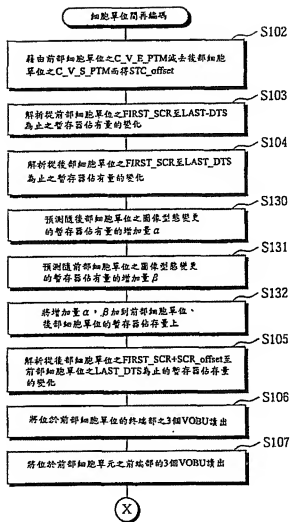 細胞單位間再編碼
S102
藉由前部細胞單位之C_V_E_PTM減去後部細胞
單位之C_V_S_PTM而得STC_offset
S103
解析從前部細胞單位之FIRST_SCR至LAST-DTS
為止之暫存器佔有量的變化
S104
解析從後部細胞單位之FIRST_SCR至LAST_DTS
為止之暫存器佔有量的變化
S130
預測隨後部細胞單位之圖像型態變更
的暫存器佔有量的增加量α
S131
預測隨前部細胞單位之圖像型態變更
的暫存器佔有量的增加量β
S132
將增加量α,β加到前部細胞單位、
後部細胞單位的暫存器佔存量上
S105
解析從後部細胞單位之FIRST_SCR+SCR_offset至
前部細胞單位之LAST_DTS為止的暫存器佔存量
的變化
S106
將位於前部細胞單位的終端部之3個VOBU讀出
S107
將位於前部細胞單元之前端部的3個VOBU讀出
X